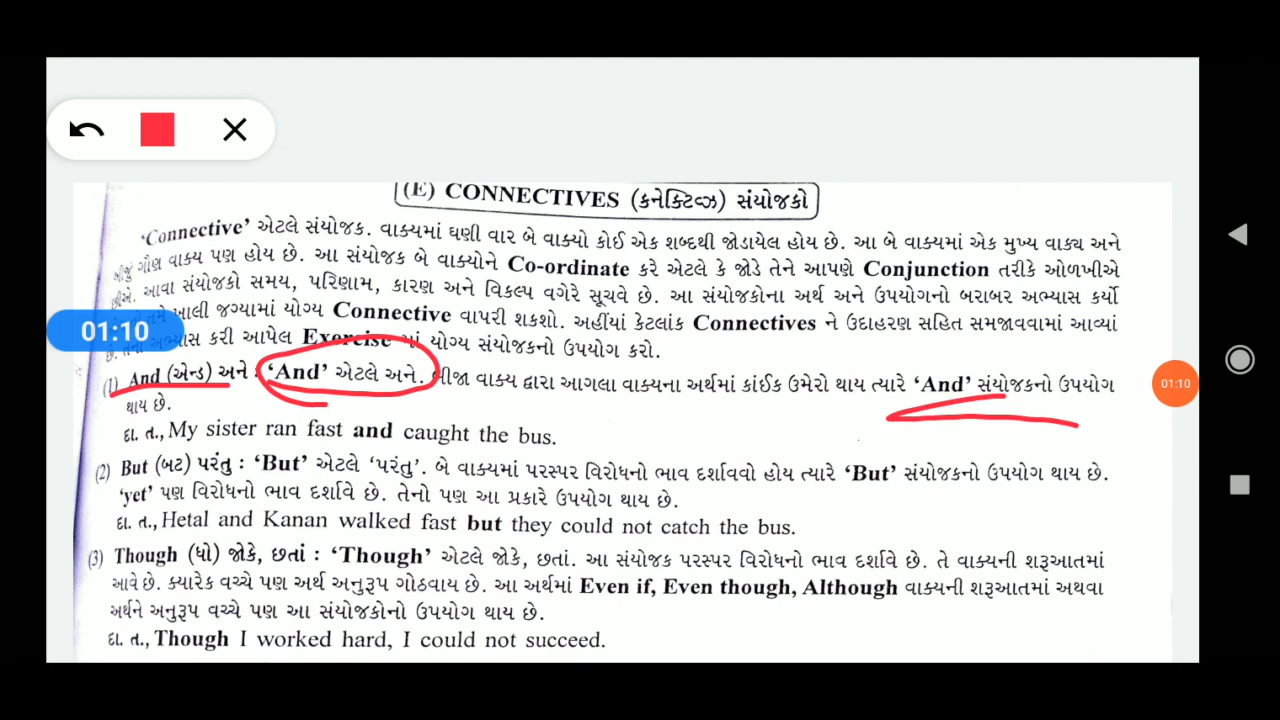 (E) CONNECTIVES (કનેક્ટિવ્ઝ) સંયોજકો
‘Connective’ એટલે સંયોજક. વાક્યમાં ઘણી વાર બે વાક્યો કોઈ એક શબ્દથી જોડાયેલ હોય છે. આ બે વાક્યમાં એક મુખ્ય વાક્ય અને
બીજું ગૌણ વાક્ય પણ હોય છે. આ સંયોજક બે વાક્યોને Co-ordinate કરે એટલે કે જોડે તેને આપણે Conjunction તરીકે ઓળખીએ
છીએ. આવા સંયોજકો સમય, પરિણામ, કારણ અને વિકલ્પ વગેરે સૂચવે છે. આ સંયોજકોના અર્થ અને ઉપયોગનો બરાબર અભ્યાસ કર્યો
ખાલી જગ્યામાં યોગ્ય Connective વાપરી શકશો. અહીંયાં કેટલાંક Connectives ને ઉદાહરણ સહિત સમજાવવામાં આવ્યાં
01:10
છે. તેનો અભ્યાસ કરી આપેલ Exercise માં યોગ્ય સંયોજકનો ઉપયોગ કરો.
(1) And (એન્ડ) અને : ‘And’ એટલે અને. બીજા વાક્ય દ્વારા આગલા વાક્યના અર્થમાં કાંઈક ઉમેરો થાય ત્યારે ‘And’ સંયોજકનો ઉપયોગ
01:10
થાય છે.
દા. ત., My sister ran fast and caught the bus.
(2) But (બટ) પરંતુ : ‘But’ એટલે ‘પરંતુ’. બે વાક્યમાં પરસ્પર વિરોધનો ભાવ દર્શાવવો હોય ત્યારે ‘But’ સંયોજકનો ઉપયોગ થાય છે.
‘yet’ પણ વિરોધનો ભાવ દર્શાવે છે. તેનો પણ આ પ્રકારે ઉપયોગ થાય છે.
દા. ત., Hetal and Kanan walked fast but they could not catch the bus.
(3) Though (ધો) જોકે, છતાં : ‘Though’ એટલે જોકે, છતાં. આ સંયોજક પરસ્પર વિરોધનો ભાવ દર્શાવે છે. તે વાક્યની શરૂઆતમાં
આવે છે. ક્યારેક વચ્ચે પણ અર્થ અનુરૂપ ગોઠવાય છે. આ અર્થમાં Even if, Even though, Although વાક્યની શરૂઆતમાં અથવા
અર્થને અનુરૂપ વચ્ચે પણ આ સંયોજકોનો ઉપયોગ થાય છે.
દા. ત., Though I worked hard, I could not succeed.